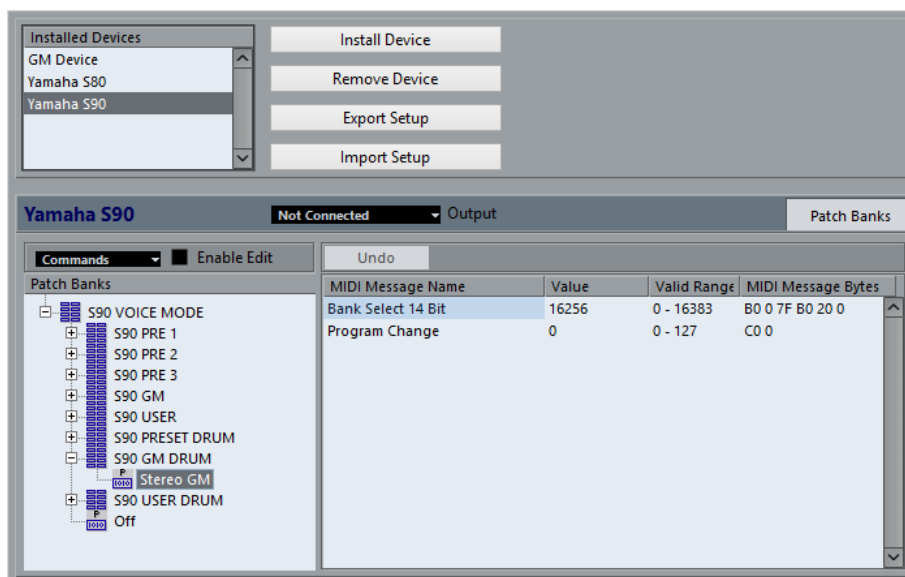 Installed Devices
GM Device
Yamaha S80
Yamaha S90
Install Device
Remove Device
Export Setup
Import Setup
Yamaha S90
Not Connected
Output
Patch Banks
Commands
Enable Edit
Undo
Patch Banks
S90 VOICE MODE
S90 PRE 1
S90 PRE 2
S90 PRE 3
S90 GM
S90 USER
S90 PRESET DRUM
S90 GM DRUM
P 1010 Stereo GM
S90 USER DRUM
P 1010 Off
MIDI Message Name Value Valid Range MIDI Message Bytes
Bank Select 14 Bit 16256 0 - 16383 B0 0 7F B0 20 0
Program Change 0 0 - 127 C0 0